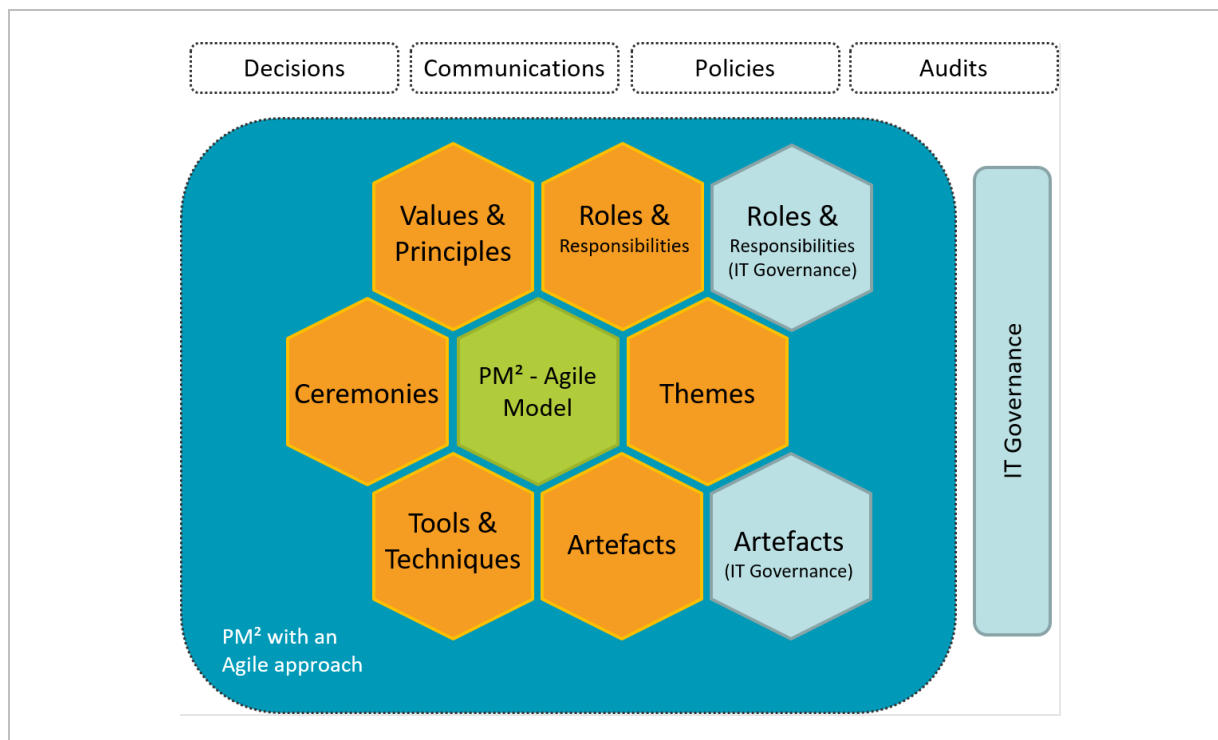 Decisions
Communications
Policies
Audits
Values &
Principles
Roles &
Responsibilities
Roles &
Responsibilities
(IT Governance)
Ceremonies
PM² - Agile
Model
Themes
Tools &
Techniques
Artefacts
Artefacts
(IT Governance)
PM² with an
Agile approach
IT Governance